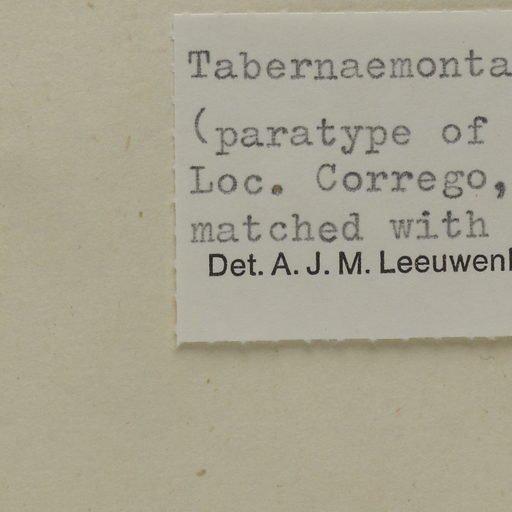 Tabernaemonta
(paratype of
Loc. Corrego,
matched with
Det. A. J. M. Leeuwen